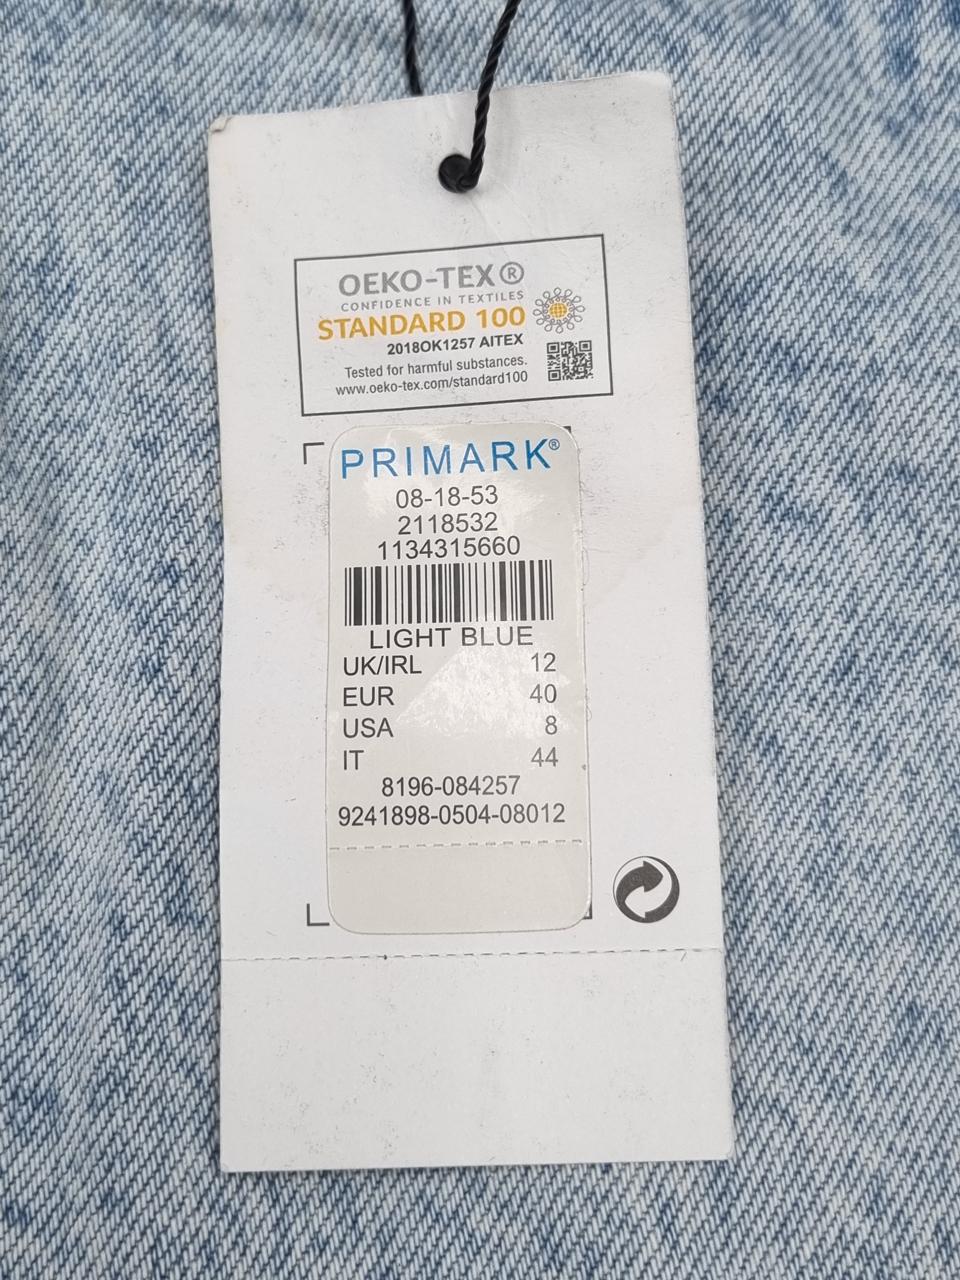 OEKO-TEX®
CONFIDENCE IN TEXTILES
STANDARD 100
2018OK1257 AITEX
Tested for harmful substances.
www.oeko-tex.com/standard100
PRIMARK®
08-18-53
2118532
1134315660
LIGHT BLUE
UK/IRL 12
EUR 40
USA 8
IT 44
8196-084257
9241898-0504-08012